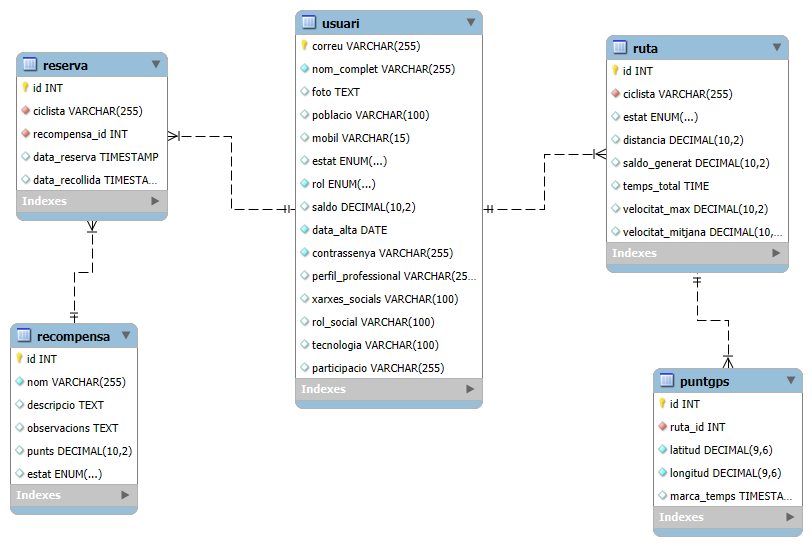 reserva
id INT
ciclista VARCHAR(255)
recompensa_id INT
data_reserva TIMESTAMP
data_recollida TIMESTA...
Indexes
recompensa
id INT
nom VARCHAR(255)
descripcio TEXT
observacions TEXT
punts DECIMAL(10,2)
estat ENUM(...)
Indexes
usuari
correu VARCHAR(255)
nom_complet VARCHAR(255)
foto TEXT
poblacio VARCHAR(100)
mobil VARCHAR(15)
estat ENUM(...)
rol ENUM(...)
saldo DECIMAL(10,2)
data_alta DATE
contrassenya VARCHAR(255)
perfil_professional VARCHAR(25...
xarxes_socials VARCHAR(100)
rol_social VARCHAR(100)
tecnologia VARCHAR(100)
participacio VARCHAR(255)
Indexes
ruta
id INT
ciclista VARCHAR(255)
estat ENUM(...)
distancia DECIMAL(10,2)
saldo_generat DECIMAL(10,2)
temps_total TIME
velocitat_max DECIMAL(10,2)
velocitat_mitjana DECIMAL(10,...
Indexes
puntgps
id INT
ruta_id INT
latitud DECIMAL(9,6)
longitud DECIMAL(9,6)
marca_temps TIMESTA...
Indexes